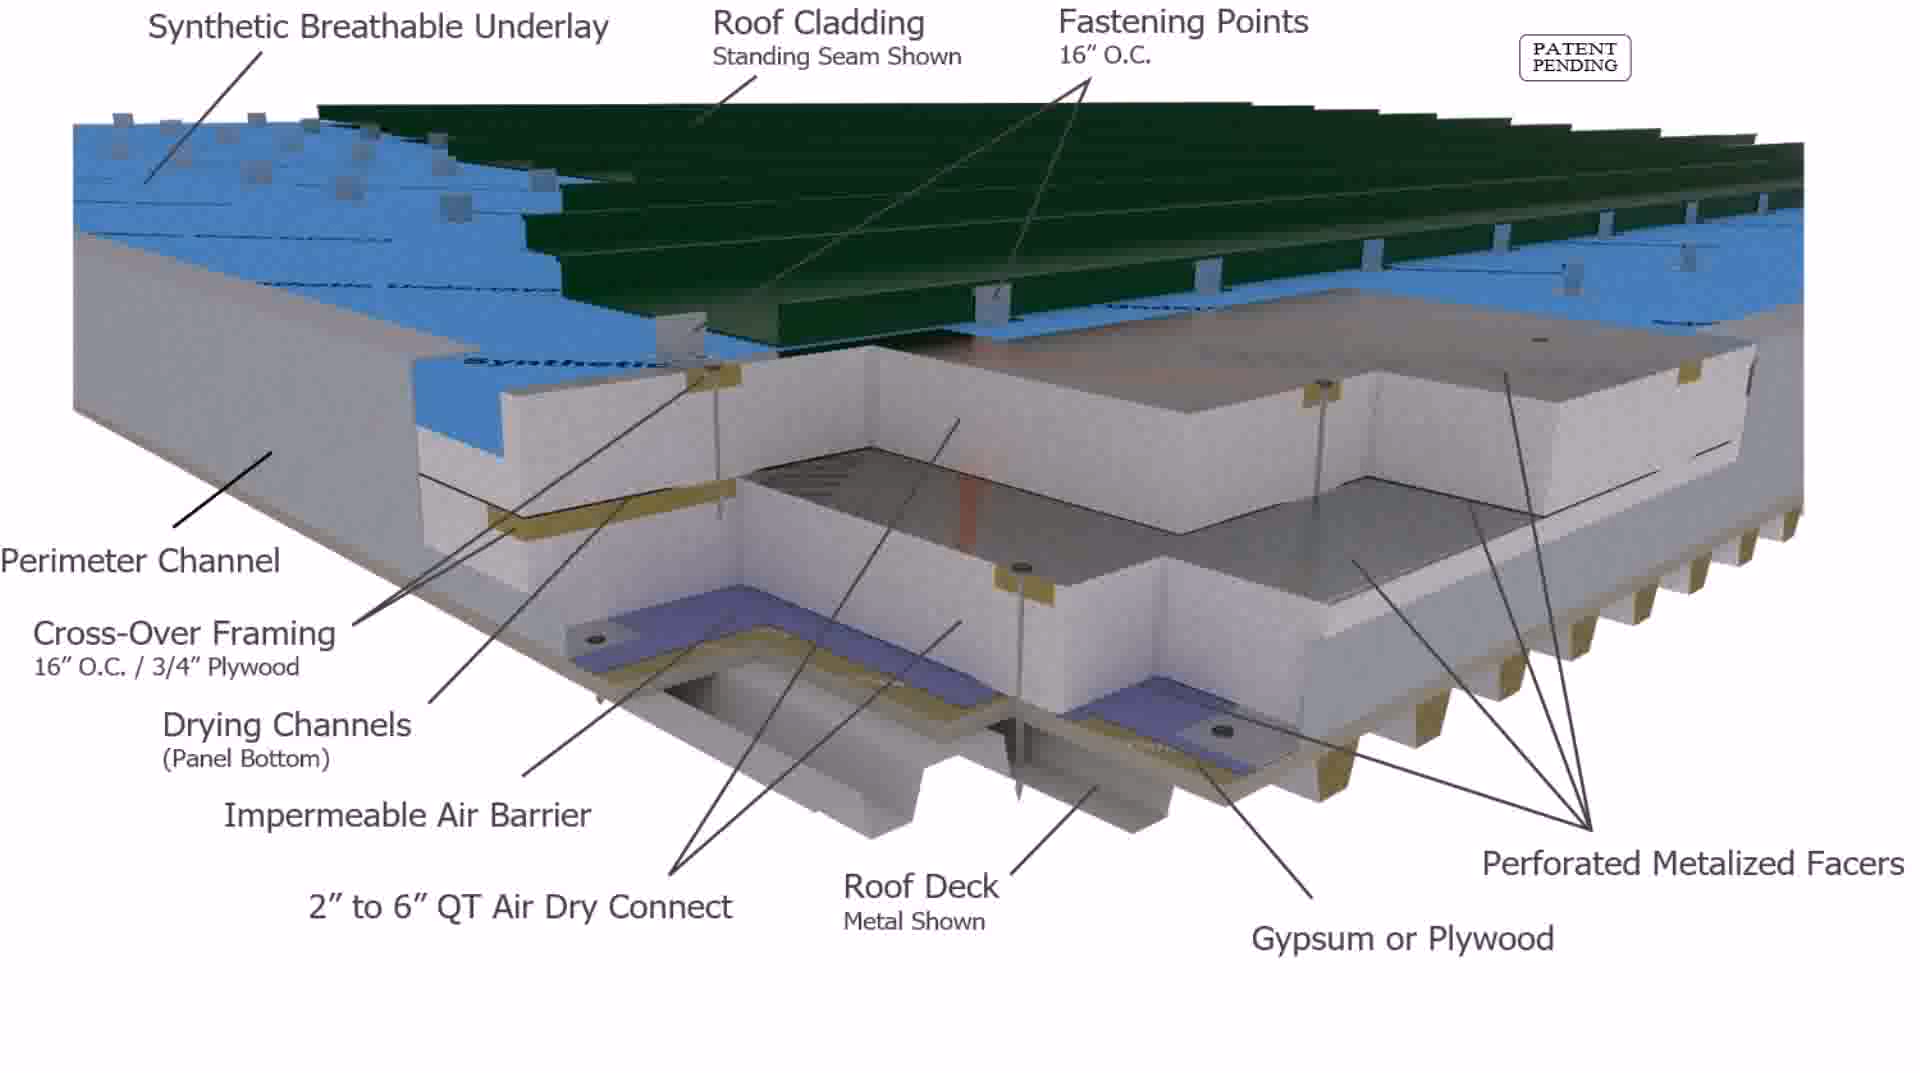 Synthetic Breathable Underlay
Roof Cladding
Standing Seam Shown
Fastening Points
16” O.C.
PATENT
PENDING
Synthetic
Perimeter Channel
Cross-Over Framing
16” O.C. / 3/4” Plywood
Drying Channels
(Panel Bottom)
Impermeable Air Barrier
2” to 6” QT Air Dry Connect
Roof Deck
Metal Shown
Gypsum or Plywood
Perforated Metalized Facers